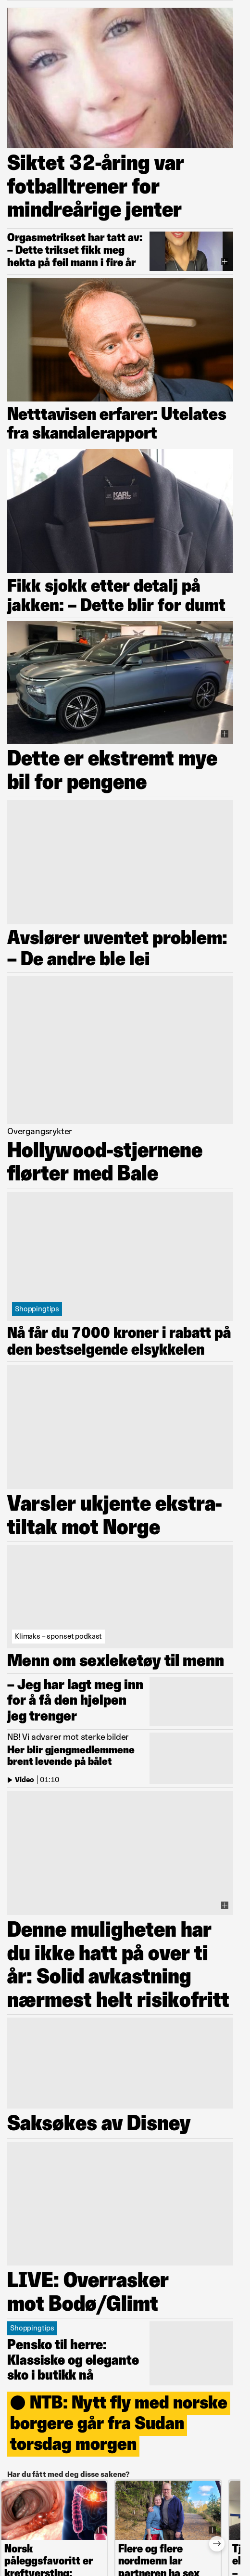 Siktet 32-åring var
fotballtrener for
mindreårige jenter
Orgasmetrikset har tatt av:
– Dette trikset fikk meg
hekta på feil mann i fire år
Netttavisen erfarer: Utelates
fra skandalerapport
KARL
Fikk sjokk etter detalj på
jakken: – Dette blir for dumt
Dette er ekstremt mye
bil for pengene
Avslører uventet problem:
– De andre ble lei
Overgangsrykter
Hollywood-stjernene
flørter med Bale
Shoppingtips
Nå får du 7000 kroner i rabatt på
den bestselgende elsykkelen
Varsler ukjente ekstra-
tiltak mot Norge
Klimaks – sponset podkast
Menn om sexleketøy til menn
– Jeg har lagt meg inn
for å få den hjelpen
jeg trenger
NB! Vi advarer mot sterke bilder
Her blir gjengmedlemmene
brent levende på bålet
Video | 01:10
Denne muligheten har
du ikke hatt på over ti
år: Solid avkastning
nærmest helt risikofritt
Saksøkes av Disney
LIVE: Overrasker
mot Bodø/Glimt
Shoppingtips
Pensko til herre:
Klassiske og elegante
sko i butikk nå
● NTB: Nytt fly med norske
borgere går fra Sudan
torsdag morgen
Har du fått med deg disse sakene?
Norsk
påleggsfavoritt er
kreftversting:
Flere og flere
nordmenn lar
partneren ha sex